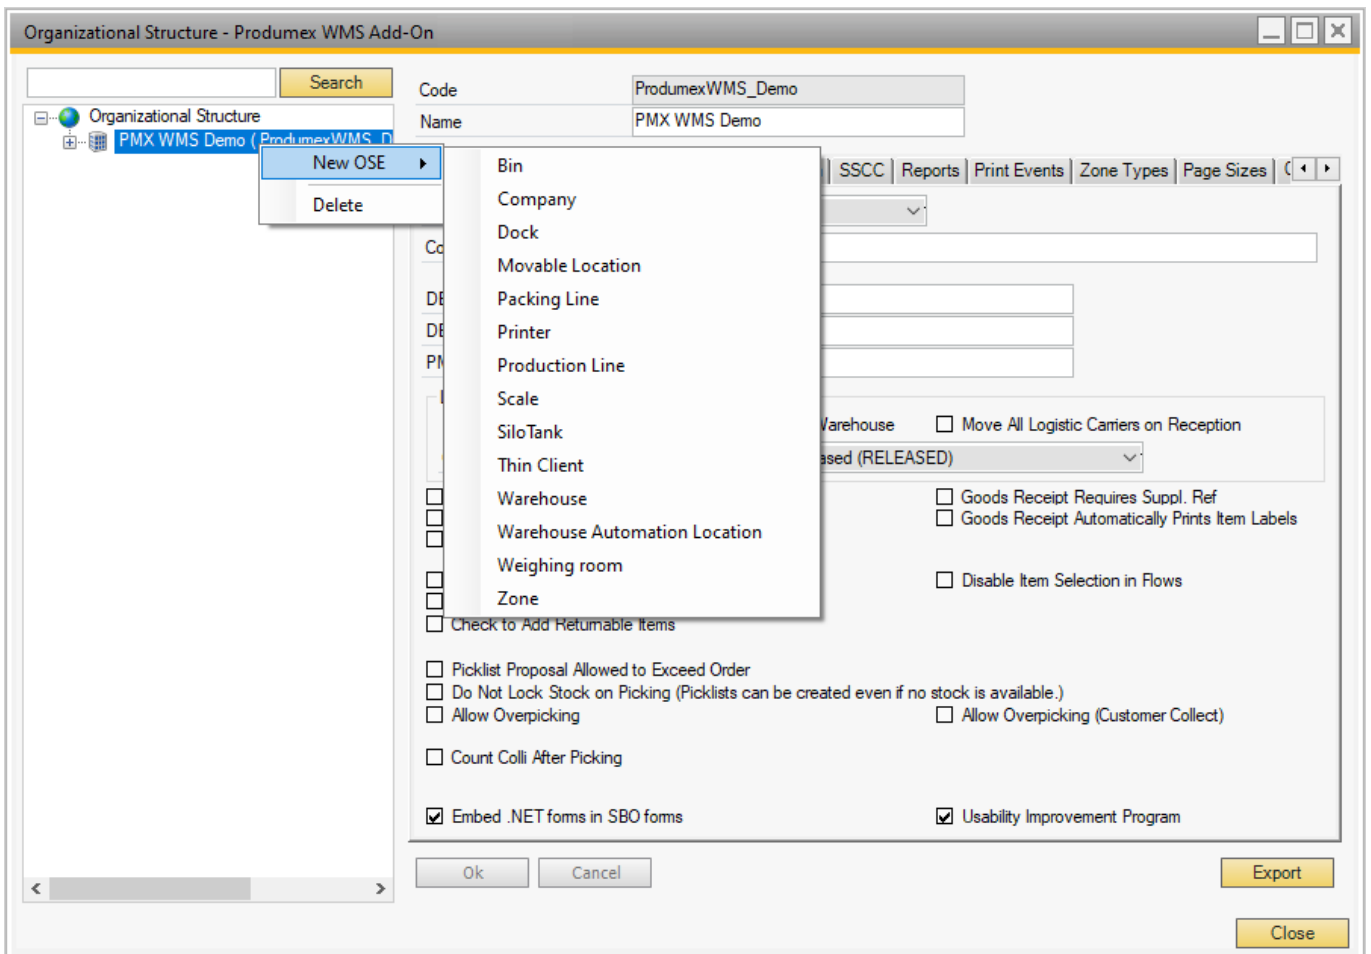 Organizational Structure - Produmex WMS Add-On
Search
Organizational Structure
PMX WMS Demo ( ProdumexWMS_D
New OSE
Delete
Code
ProdumexWMS_Demo
Name
PMX WMS Demo
SSCC
Reports
Print Events
Zone Types
Page Sizes
Bin
Company
Dock
Movable Location
Packing Line
Printer
Production Line
Scale
SiloTank
Thin Client
Warehouse
Warehouse Automation Location
Weighing room
Zone
Move All Logistic Carriers on Reception
(RELEASED)
Goods Receipt Requires Suppl. Ref
Goods Receipt Automatically Prints Item Labels
Disable Item Selection in Flows
Check to Add Returnable Items
Picklist Proposal Allowed to Exceed Order
Do Not Lock Stock on Picking (Picklists can be created even if no stock is available.)
Allow Overpicking
Allow Overpicking (Customer Collect)
Count Colli After Picking
Embed .NET forms in SBO forms
Usability Improvement Program
Ok
Cancel
Export
Close